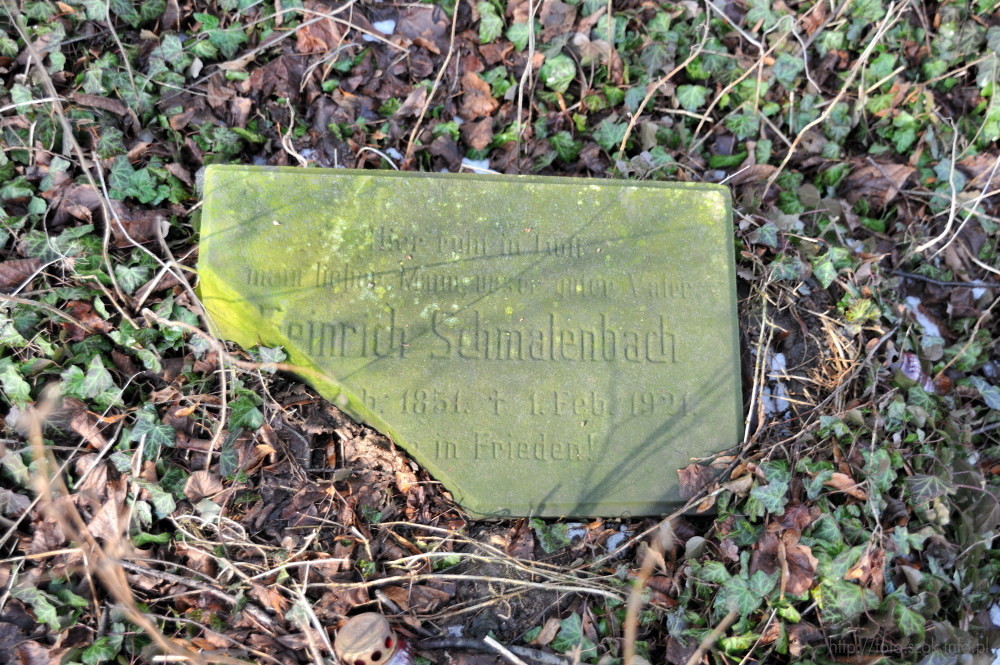 Hier ruht in Gott
mein lieber Mann, unser guter Vater
Heinrich Schmalenbach
b. 1851. † 1. Feb. 1921.
e in Frieden!